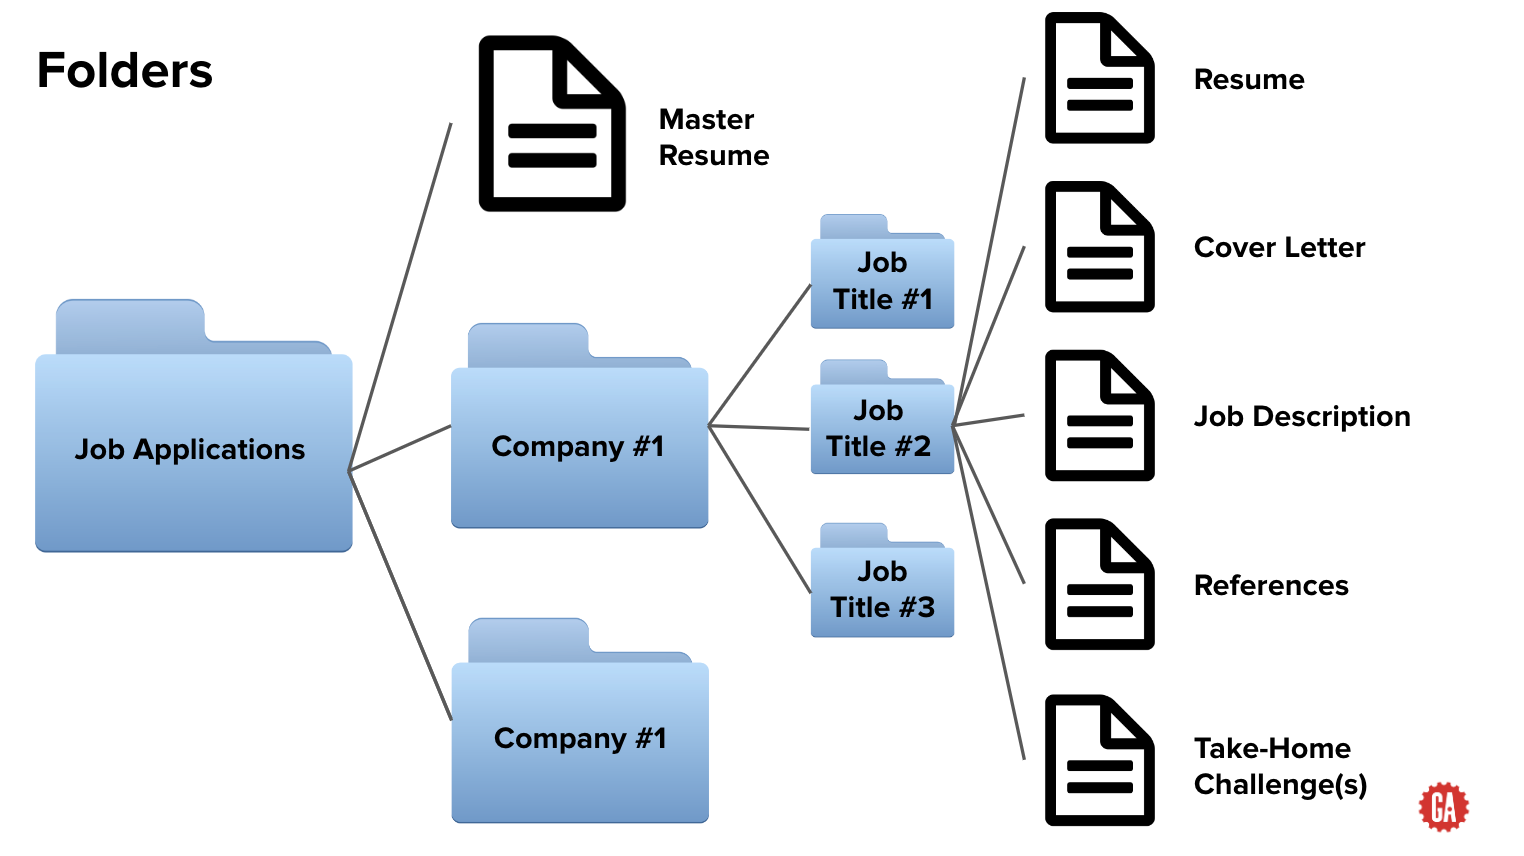 Folders
Master
Resume
Job Applications
Company #1
Company #1
Job
Title #1
Job
Title #2
Job
Title #3
Resume
Cover Letter
Job Description
References
Take-Home
Challenge(s)
GA